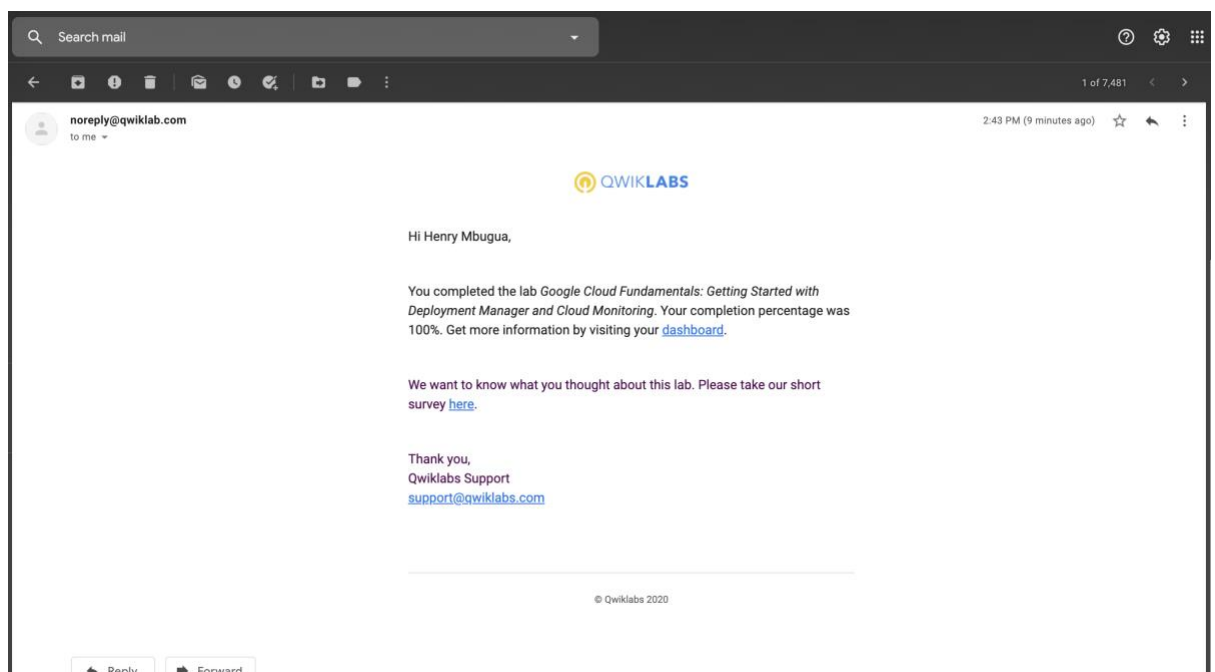 Search mail
1 of 7,481
noreply@qwiklab.com
2:43 PM (9 minutes ago)
to me
QWIKLABS
Hi Henry Mbugua,
You completed the lab Google Cloud Fundamentals: Getting Started with
Deployment Manager and Cloud Monitoring. Your completion percentage was
100%. Get more information by visiting your dashboard.
We want to know what you thought about this lab. Please take our short
survey here.
Thank you,
Qwiklabs Support
support@qwiklabs.com
© Qwiklabs 2020
Reply
Forward